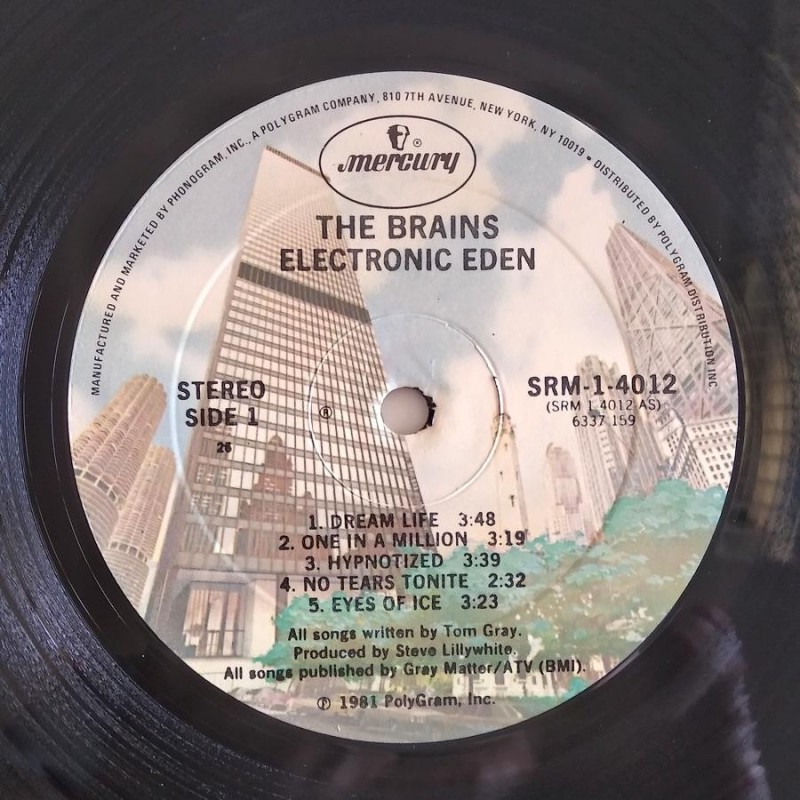 MANUFACTURED AND MARKETED BY PHONOGRAM, INC., A POLYGRAM COMPANY, 810 7TH AVENUE, NEW YORK, NY 10019 • DISTRIBUTED BY POLYGRAM DISTRIBUTION INC
mercury ®
THE BRAINS
ELECTRONIC EDEN
STEREO
SIDE 1
26
®
SRM-1-4012
(SRM 1 4012 AS)
6337 159
1. DREAM LIFE 3:48
2. ONE IN A MILLION 3:19
3. HYPNOTIZED 3:39
4. NO TEARS TONITE 2:32
5. EYES OF ICE 3:23
All songs written by Tom Gray.
Produced by Steve Lillywhite.
All songs published by Gray Matter/ATV (BMI).
℗ 1981 PolyGram, Inc.